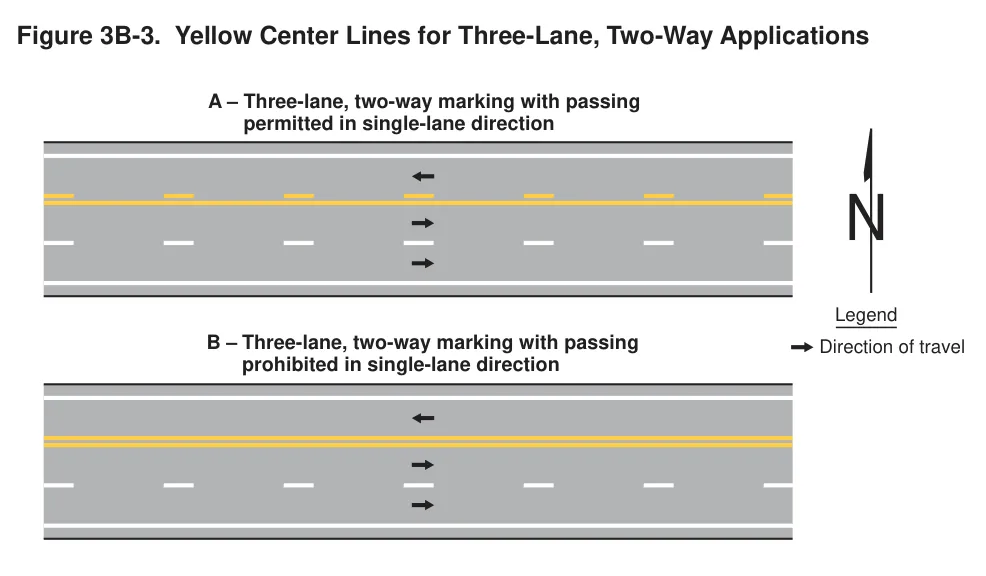 Figure 3B-3.  Yellow Center Lines for Three-Lane, Two-Way Applications
A – Three-lane, two-way marking with passing
permitted in single-lane direction
N
Legend
Direction of travel
B – Three-lane, two-way marking with passing
prohibited in single-lane direction